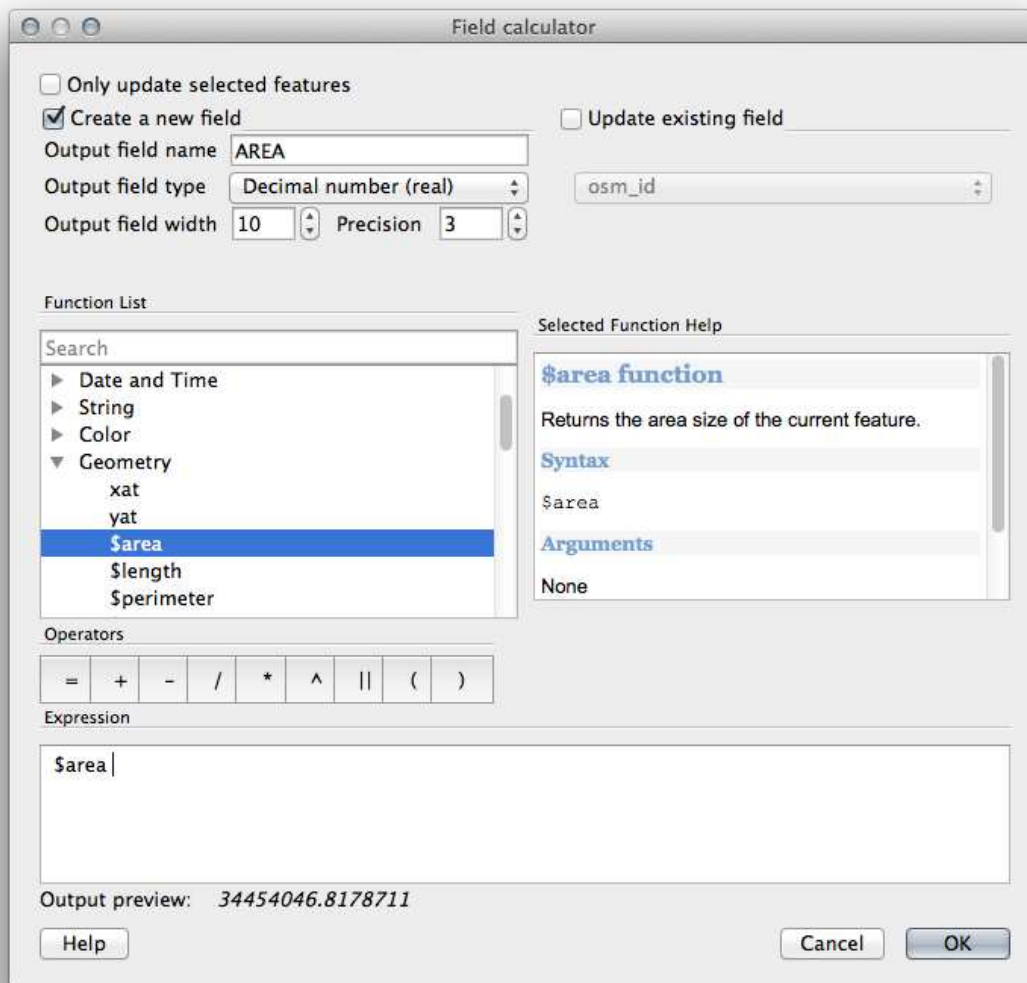 Field calculator
Only update selected features
Create a new field
Update existing field
Output field name AREA
Output field type Decimal number (real)
osm_id
Output field width 10 Precision 3
Function List
Selected Function Help
Search
Date and Time
String
Color
Geometry
xat
yat
$area
$length
$perimeter
$area function
Returns the area size of the current feature.
Syntax
$area
Arguments
None
Operators
= + - / * ^ || ( )
Expression
$area
Output preview: 34454046.8178711
Help
Cancel
OK